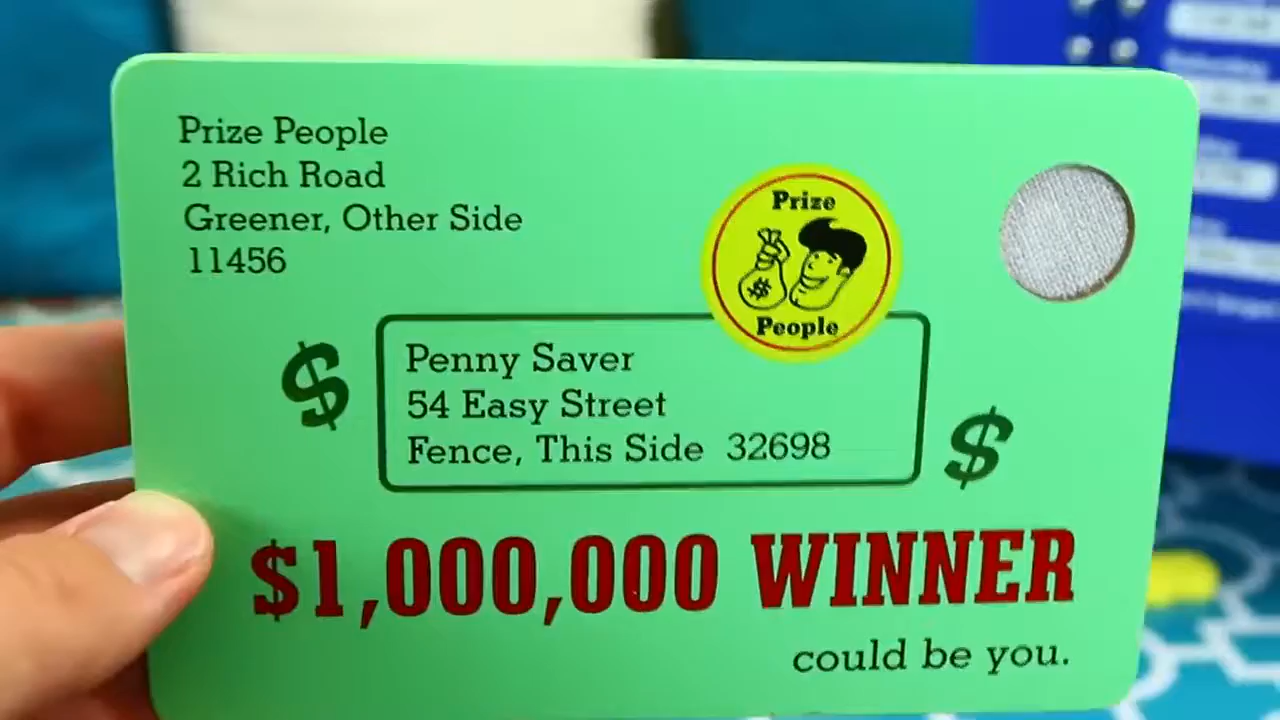 Prize People
2 Rich Road
Greener, Other Side
11456
Prize
$
People
$
Penny Saver
54 Easy Street
Fence, This Side 32698
$
$1,000,000 WINNER
could be you.